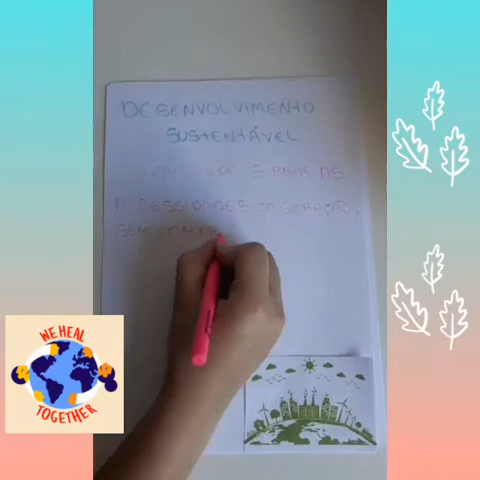 DESENVOLVIMENTO
SUSTENTÁVEL
SUPRIR AS
NECESSIDADES DA GERAÇÃO,
SEM
WE HEAL
TOGETHER